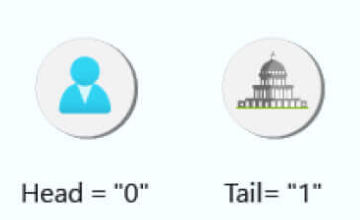 Head = "0"
Tail= "1"